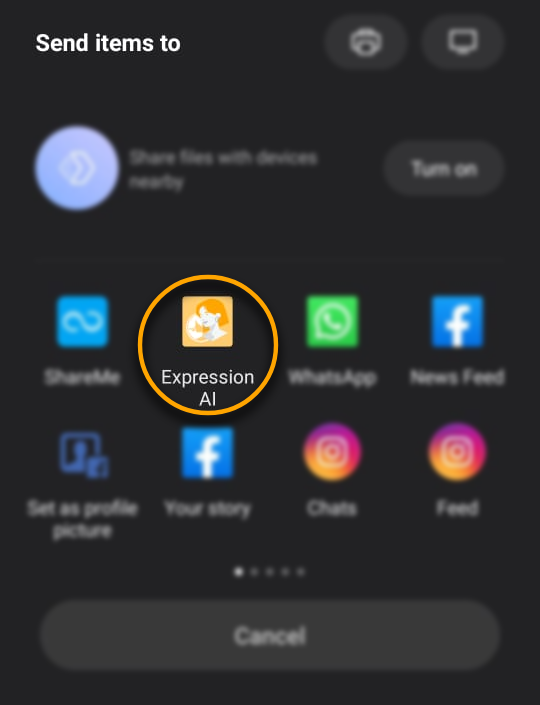 Send items to
Share files with devices
nearby
Turn on
ShareMe
Expression
AI
WhatsApp
News Feed
Set as profile
picture
Your story
Chats
Feed
Cancel